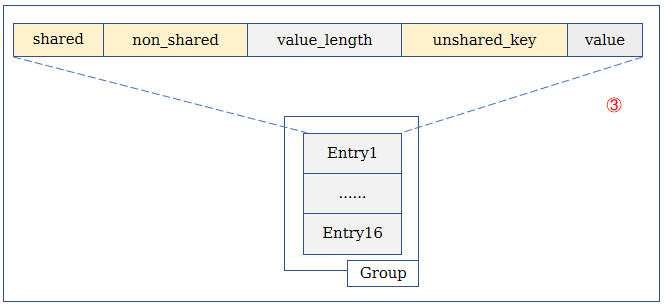 shared non_shared value_length unshared_key value
③
Entry1
......
Entry16
Group